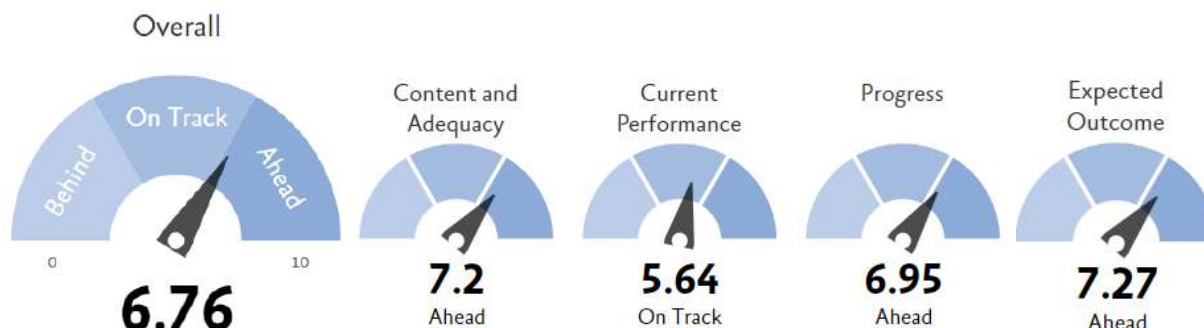 Overall
Behind
On Track
Ahead
0
10
6.76
Content and
Adequacy
7.2
Ahead
Current
Performance
5.64
On Track
Progress
6.95
Ahead
Expected
Outcome
7.27
Ahead